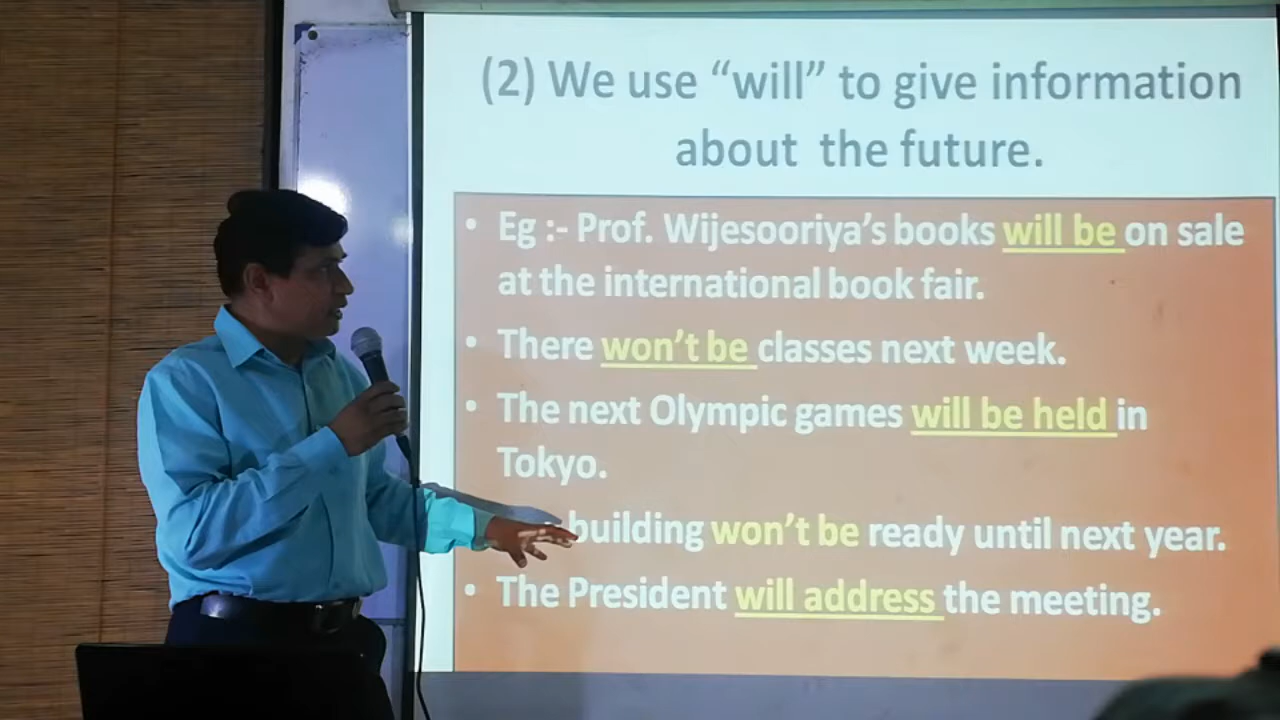 (2) We use “will” to give information
about the future.
• Eg :- Prof. Wijesooriya’s books will be on sale
at the international book fair.
• There won’t be classes next week.
• The next Olympic games will be held in
Tokyo.
building won’t be ready until next year.
• The President will address the meeting.